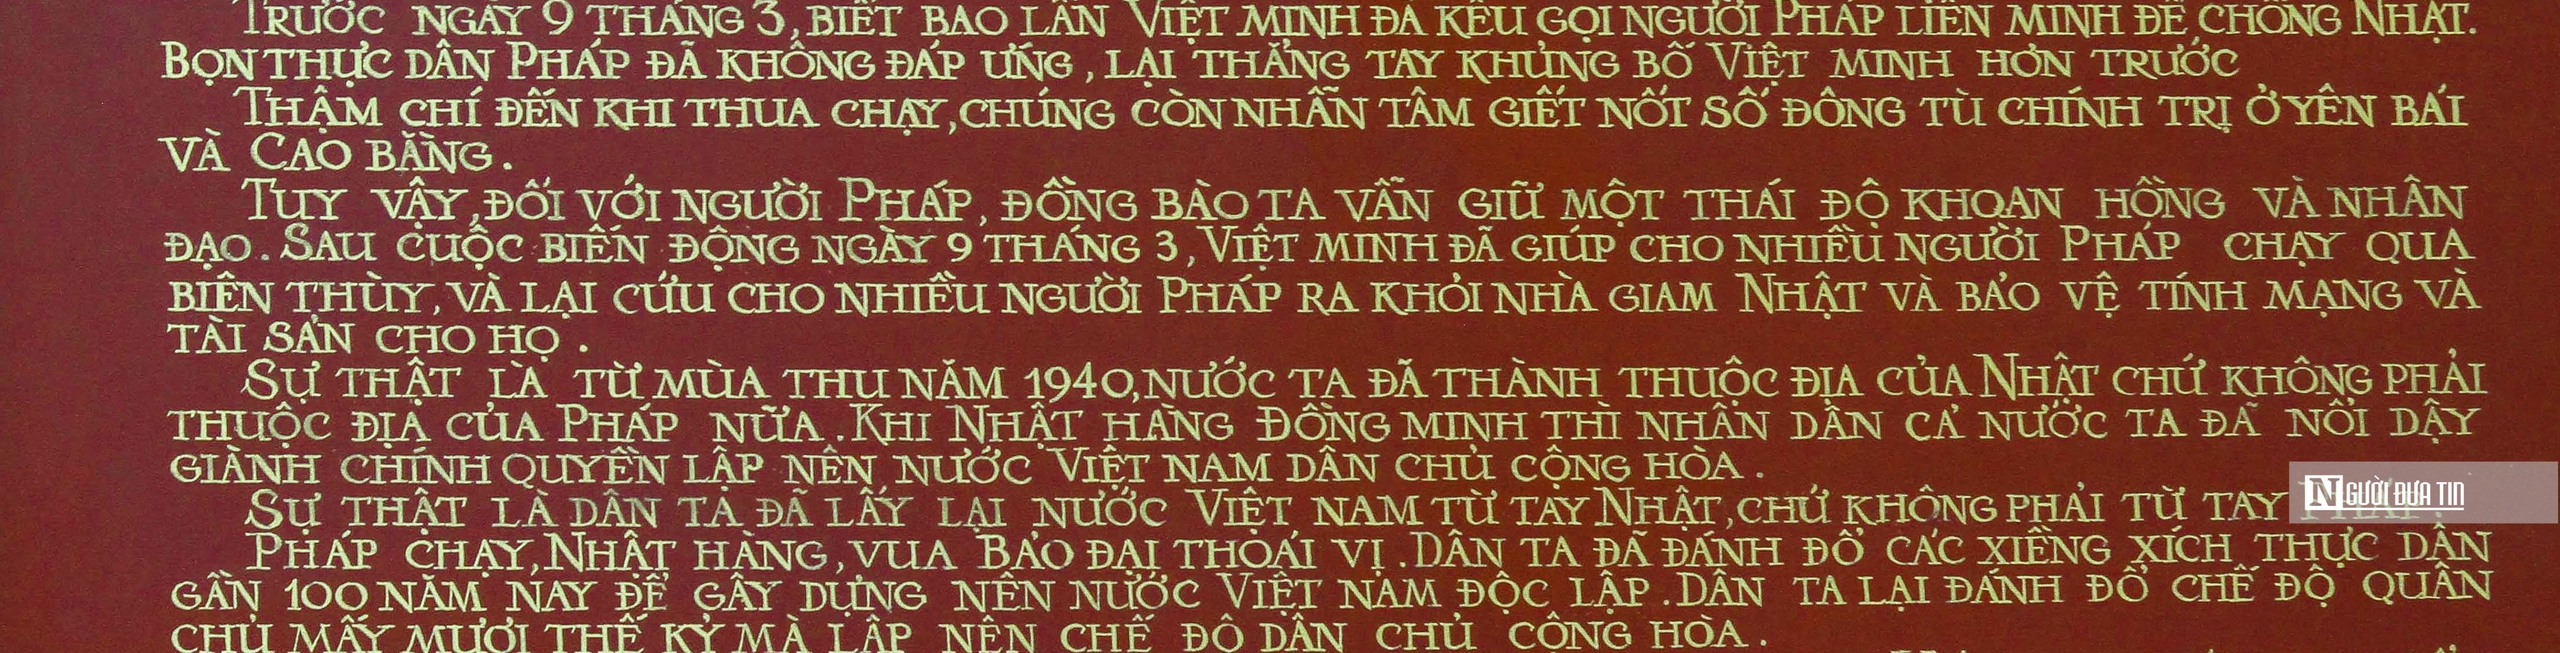 TRƯỚC NGÀY 9 THÁNG 3, BIẾT BAO LẦN VIỆT MINH ĐÃ KÊU GỌI NGƯỜI PHÁP LIÊN MINH ĐỂ CHỐNG NHẬT.
BỌN THỰC DÂN PHÁP ĐÃ KHÔNG ĐÁP ỨNG, LẠI THẲNG TAY KHỦNG BỐ VIỆT MINH HƠN TRƯỚC
THẬM CHÍ ĐẾN KHI THUA CHẠY, CHÚNG CÒN NHẪN TÂM GIẾT NỐT SỐ ĐÔNG TÙ CHÍNH TRỊ Ở YÊN BÁI
VÀ CAO BẰNG.
TUY VẬY, ĐỐI VỚI NGƯỜI PHÁP, ĐỒNG BÀO TA VẪN GIỮ MỘT THÁI ĐỘ KHOAN HỒNG VÀ NHÂN
ĐẠO. SAU CUỘC BIẾN ĐỘNG NGÀY 9 THÁNG 3, VIỆT MINH ĐÃ GIÚP CHO NHIỀU NGƯỜI PHÁP CHẠY QUA
BIÊN THÙY, VÀ LẠI CỨU CHO NHIỀU NGƯỜI PHÁP RA KHỎI NHÀ GIAM NHẬT VÀ BẢO VỆ TÍNH MẠNG VÀ
TÀI SẢN CHO HỌ.
SỰ THẬT LÀ TỪ MÙA THU NĂM 1940, NƯỚC TA ĐÃ THÀNH THUỘC ĐỊA CỦA NHẬT CHỨ KHÔNG PHẢI
THUỘC ĐỊA CỦA PHÁP NỮA. KHI NHẬT HÀNG ĐỒNG MINH THÌ NHÂN DÂN CẢ NƯỚC TA ĐÃ NỔI DẬY
GIÀNH CHÍNH QUYỀN LẬP NÊN NƯỚC VIỆT NAM DÂN CHỦ CỘNG HÒA.
SỰ THẬT LÀ DÂN TA ĐÃ LẤY LẠI NƯỚC VIỆT NAM TỪ TAY NHẬT, CHỨ KHÔNG PHẢI TỪ TAY
NGƯỜI ĐƯA TIN
PHÁP CHẠY, NHẬT HÀNG, VUA BẢO ĐẠI THOÁI VỊ. DÂN TA ĐÃ ĐÁNH ĐỔ CÁC XIỀNG XÍCH THỰC DÂN
GẦN 100 NĂM NAY ĐỂ GÂY DỰNG NÊN NƯỚC VIỆT NAM ĐỘC LẬP. DÂN TA LẠI ĐÁNH ĐỔ CHẾ ĐỘ QUÂN
CHỦ MẤY MƯƠI THẾ KỶ MÀ LẬP NÊN CHẾ ĐỘ DÂN CHỦ CỘNG HÒA.